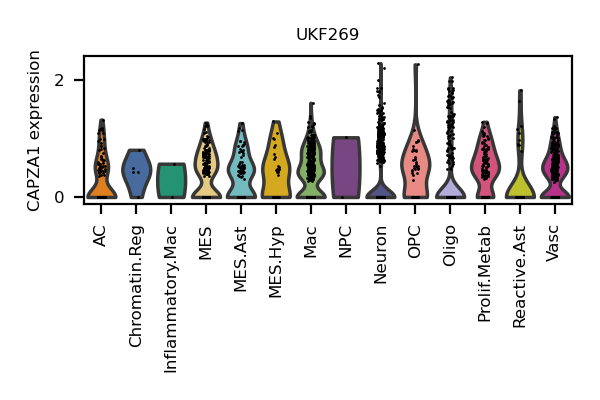 UKF269
CAPZA1 expression
2
0
AC
Chromatin.Reg
Inflammatory.Mac
MES
MES.Ast
MES.Hyp
Mac
NPC
Neuron
OPC
Oligo
Prolif.Metab
Reactive.Ast
Vasc